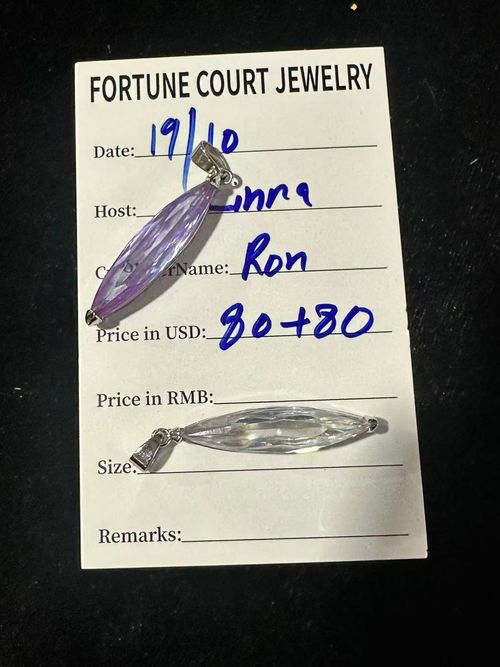 FORTUNE COURT JEWELRY
Date: 19/10
Host:
Name: Ron
Price in USD: 80+80
Price in RMB:
Size:
Remarks: